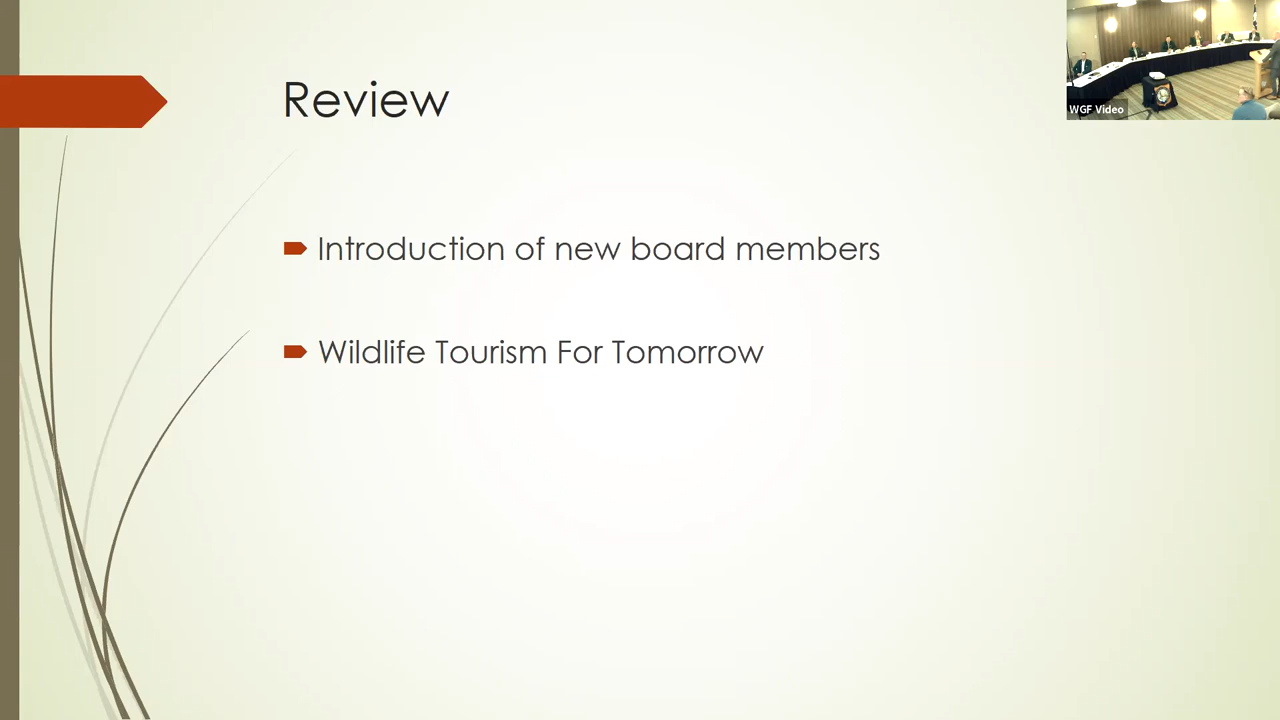 Review
Introduction of new board members
Wildlife Tourism For Tomorrow
WGF Video